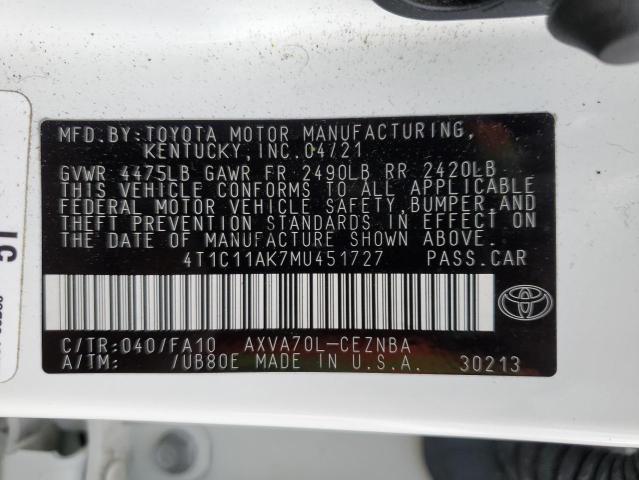 MFD. BY: TOYOTA MOTOR MANUFACTURING,
KENTUCKY, INC. 04/21
GVWR 4475LB GAWR FR 2490LB RR 2420LB
THIS VEHICLE CONFORMS TO ALL APPLICABLE
FEDERAL MOTOR VEHICLE SAFETY, BUMPER, AND
THEFT PREVENTION STANDARDS IN EFFECT ON
THE DATE OF MANUFACTURE SHOWN ABOVE.
4T1C11AK7MU451727 PASS.CAR
C/TR: 040/FA10 AXVA70L-CEZNBA
A/TM: /UB80E MADE IN U.S.A. 30213